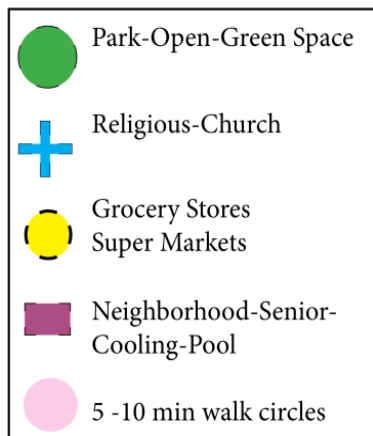 Park-Open-Green Space
Religious-Church
Grocery Stores
Super Markets
Neighborhood-Senior-
Cooling-Pool
5 -10 min walk circles